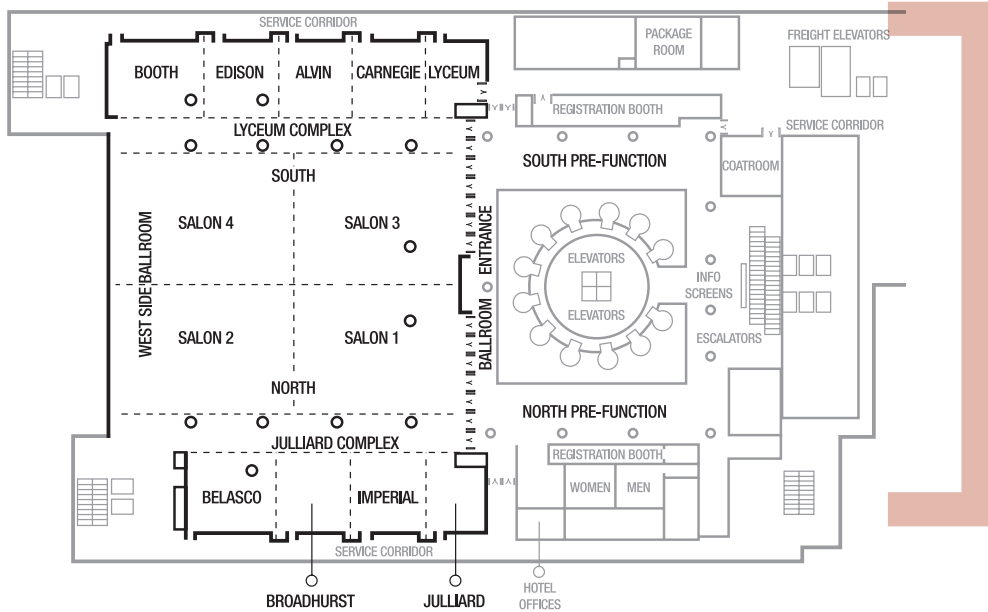 SERVICE CORRIDOR
PACKAGE
ROOM
FREIGHT ELEVATORS
BOOTH
EDISON
ALVIN
CARNEGIE
LYCEUM
REGISTRATION BOOTH
LYCEUM COMPLEX
SERVICE CORRIDOR
SOUTH PRE-FUNCTION
COATROOM
SOUTH
SALON 4
SALON 3
WEST SIDE BALLROOM
BALLROOM ENTRANCE
ELEVATORS
ELEVATORS
INFO
SCREENS
ESCALATORS
SALON 2
SALON 1
NORTH
NORTH PRE-FUNCTION
JULLIARD COMPLEX
REGISTRATION BOOTH
BELASCO
IMPERIAL
WOMEN
MEN
SERVICE CORRIDOR
BROADHURST
JULLIARD
HOTEL
OFFICES